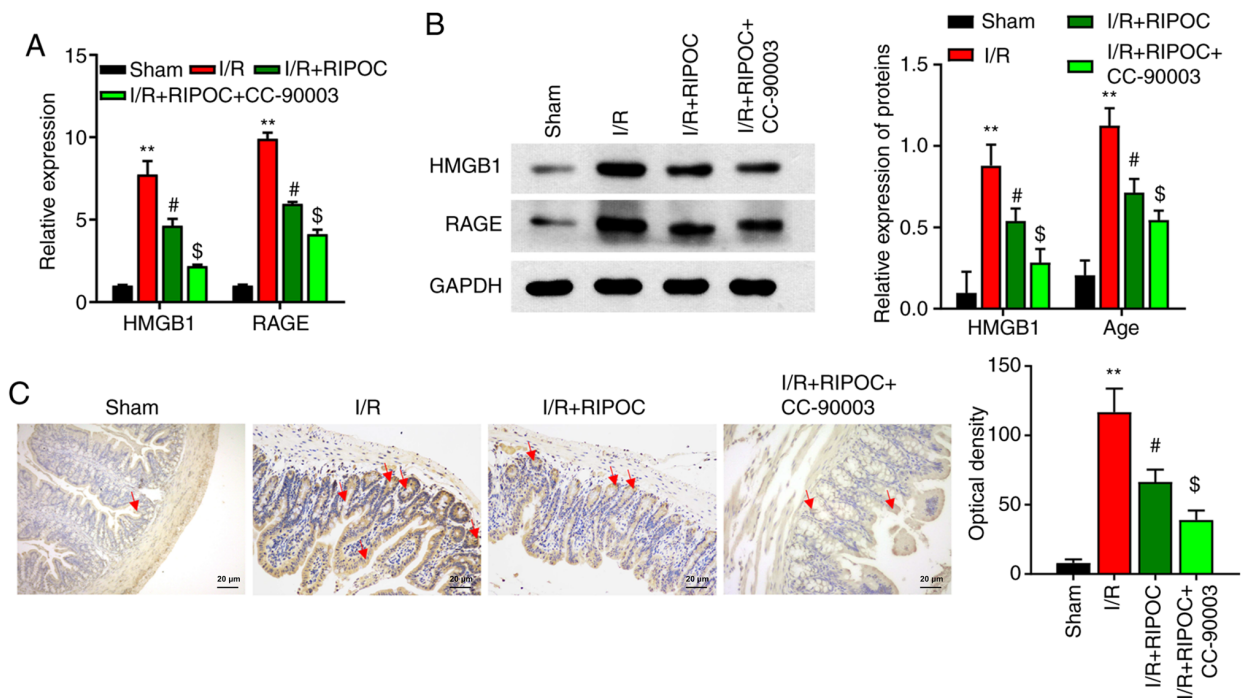 A
15
10
5
0
Relative expression
Sham I/R I/R+RIPOC
I/R+RIPOC+CC-90003
** # $
** # $
HMGB1 RAGE
B
Sham
I/R
I/R+RIPOC
I/R+RIPOC+
CC-90003
HMGB1
RAGE
GAPDH
Sham I/R+RIPOC
I/R I/R+RIPOC+
CC-90003
1.5
1.0
0.5
0.0
Relative expression of proteins
** # $
** # $
HMGB1 Age
C
Sham
I/R
I/R+RIPOC
I/R+RIPOC+
CC-90003
20 μm
20 μm
20 μm
20 μm
150
100
50
0
Optical density
**
#
$
Sham
I/R
I/R+RIPOC
I/R+RIPOC+
CC-90003